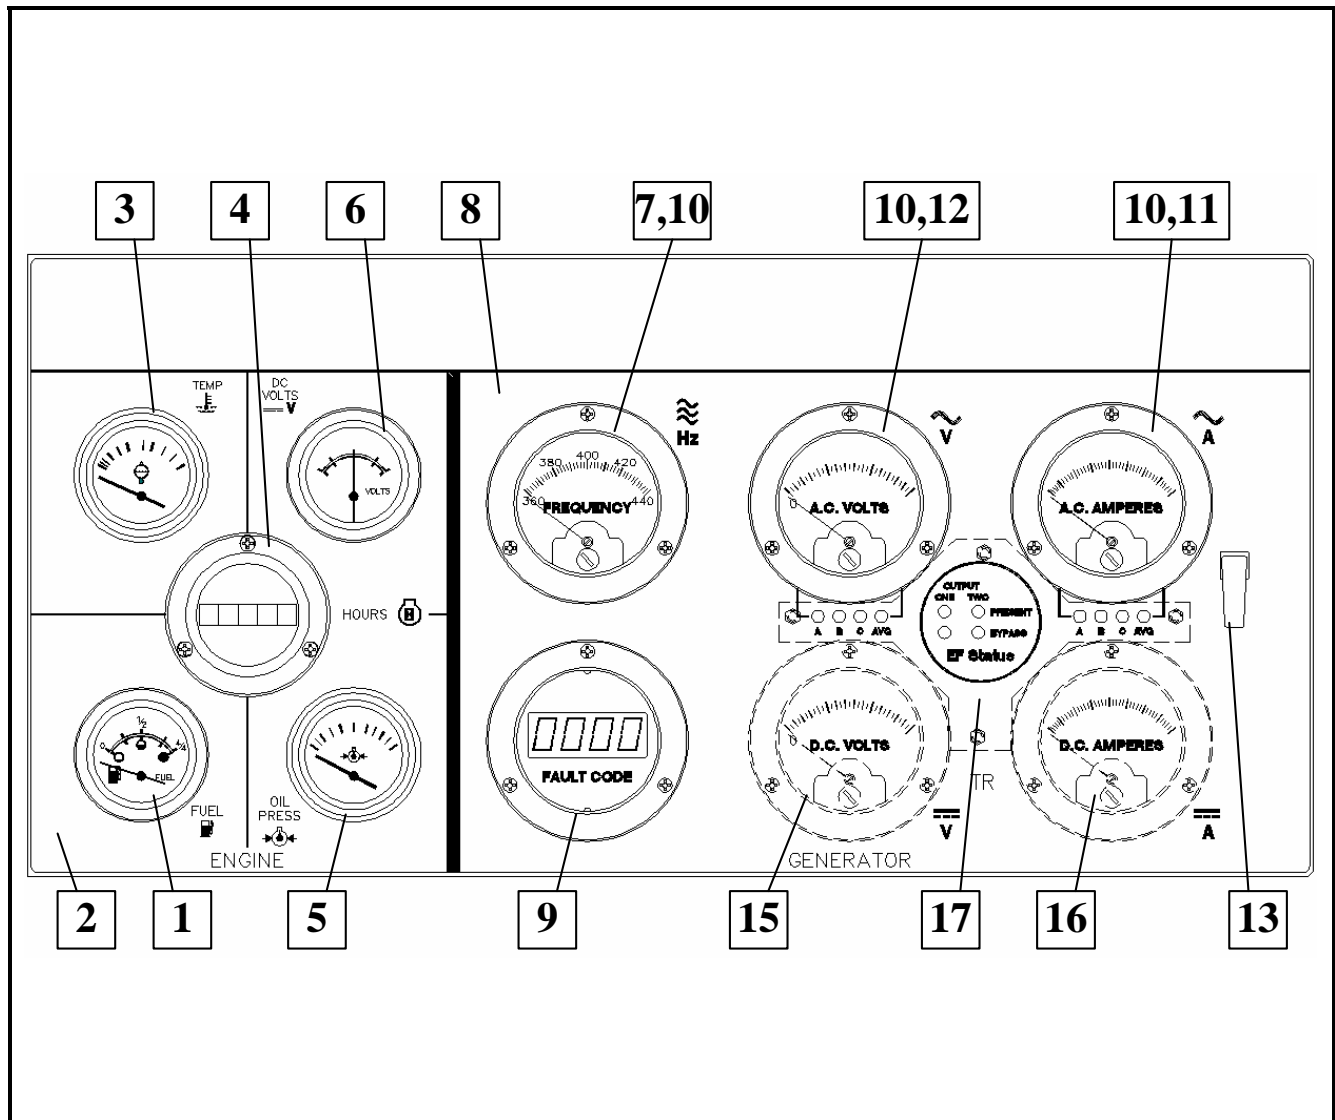 3
4
6
8
7,10
10,12
10,11
TEMP
DC
VOLTS
V
VOLTS
Hz
V
A
360 380 400 420 440
FREQUENCY
0
A.C. VOLTS
A.C. AMPERES
HOURS
H
OUTPUT
ONE TWO
PRESENT
BYPASS
EF Status
A B C AVG
A B C AVG
0 1/2 4/4
FUEL
FUEL
OIL
PRESS
ENGINE
0000
FAULT CODE
0
D.C. VOLTS
D.C. AMPERES
V
TR
A
GENERATOR
2
1
5
9
15
17
16
13